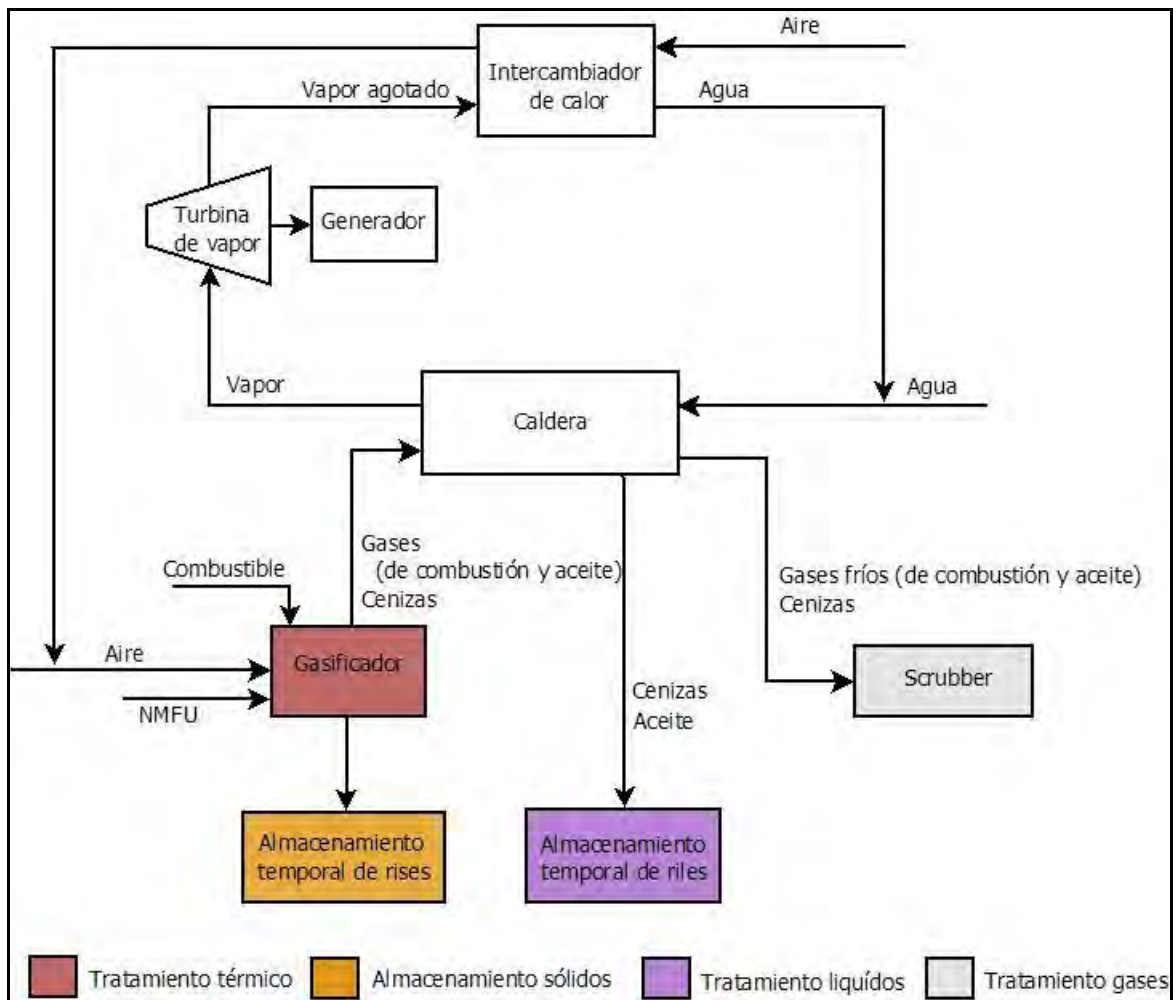 Aire
Intercambiador
de calor
Vapor agotado
Agua
Turbina
de vapor
Generador
Vapor
Agua
Caldera
Gases
(de combustión y aceite)
Cenizas
Combustible
Gases fríos (de combustión y aceite)
Cenizas
Aire
Gasificador
Scrubber
NMFU
Cenizas
Aceite
Almacenamiento
temporal de rises
Almacenamiento
temporal de riles
Tratamiento térmico
Almacenamiento sólidos
Tratamiento liquídos
Tratamiento gases